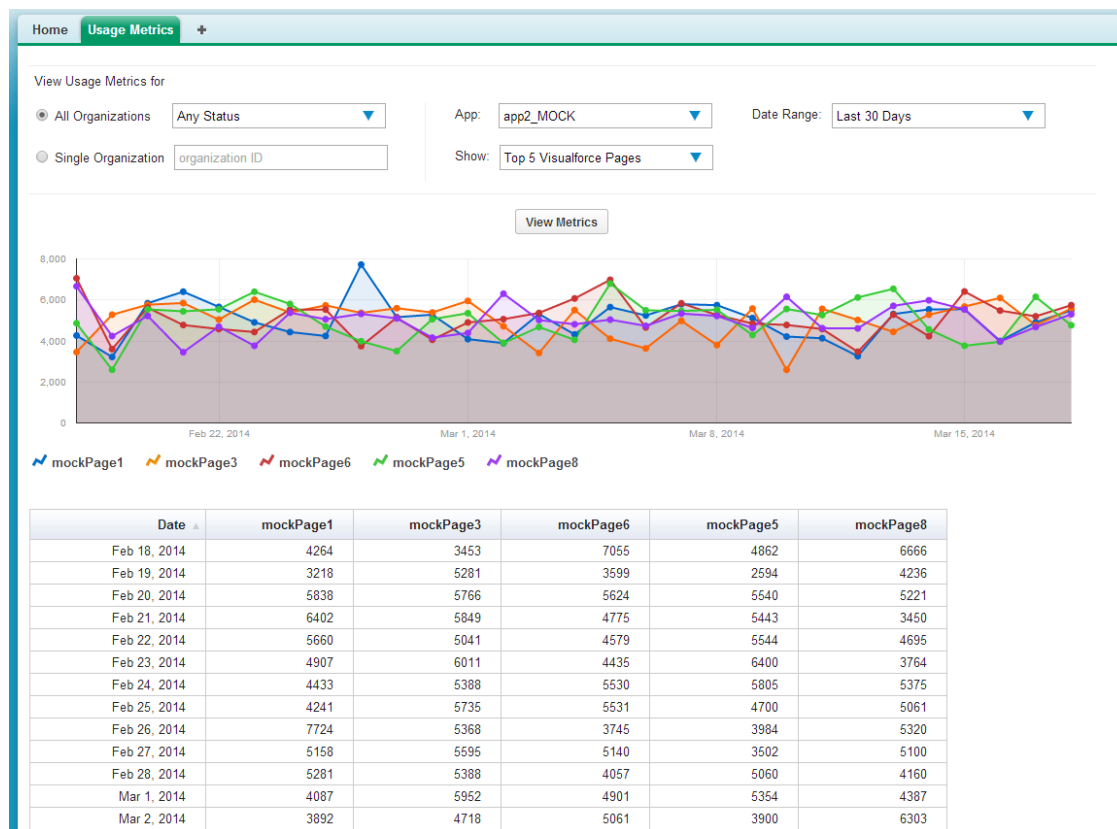 Home Usage Metrics +
View Usage Metrics for
All Organizations Any Status App: app2_MOCK Date Range: Last 30 Days
Single Organization organization ID Show: Top 5 Visualforce Pages
View Metrics
8,000
6,000
4,000
2,000
0
Feb 22, 2014 Mar 1, 2014 Mar 8, 2014 Mar 15, 2014
mockPage1 mockPage3 mockPage6 mockPage5 mockPage8
Date mockPage1 mockPage3 mockPage6 mockPage5 mockPage8
Feb 18, 2014 4264 3453 7055 4862 6666
Feb 19, 2014 3218 5281 3599 2594 4236
Feb 20, 2014 5838 5766 5624 5540 5221
Feb 21, 2014 6402 5849 4775 5443 3450
Feb 22, 2014 5660 5041 4579 5544 4695
Feb 23, 2014 4907 6011 4435 6400 3764
Feb 24, 2014 4433 5388 5530 5805 5375
Feb 25, 2014 4241 5735 5531 4700 5061
Feb 26, 2014 7724 5368 3745 3984 5320
Feb 27, 2014 5158 5595 5140 3502 5100
Feb 28, 2014 5281 5388 4057 5060 4160
Mar 1, 2014 4087 5952 4901 5354 4387
Mar 2, 2014 3892 4718 5061 3900 6303